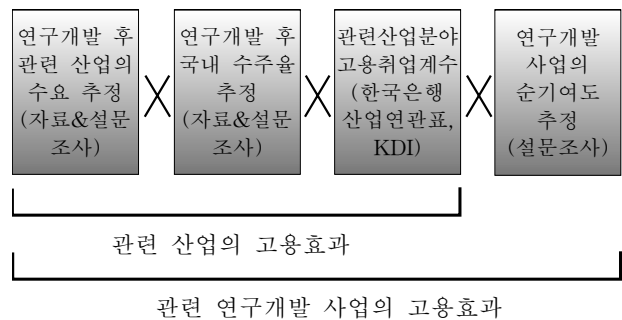 연구개발 후
관련 산업의
수요 추정
(자료&설문
조사)
연구개발 후
국내 수주율
추정
(자료&설문
조사)
관련산업분야
고용취업계수
(한국은행
산업연관표,
KDI)
연구개발
사업의
순기여도
추정
(설문조사)
관련 산업의 고용효과
관련 연구개발 사업의 고용효과